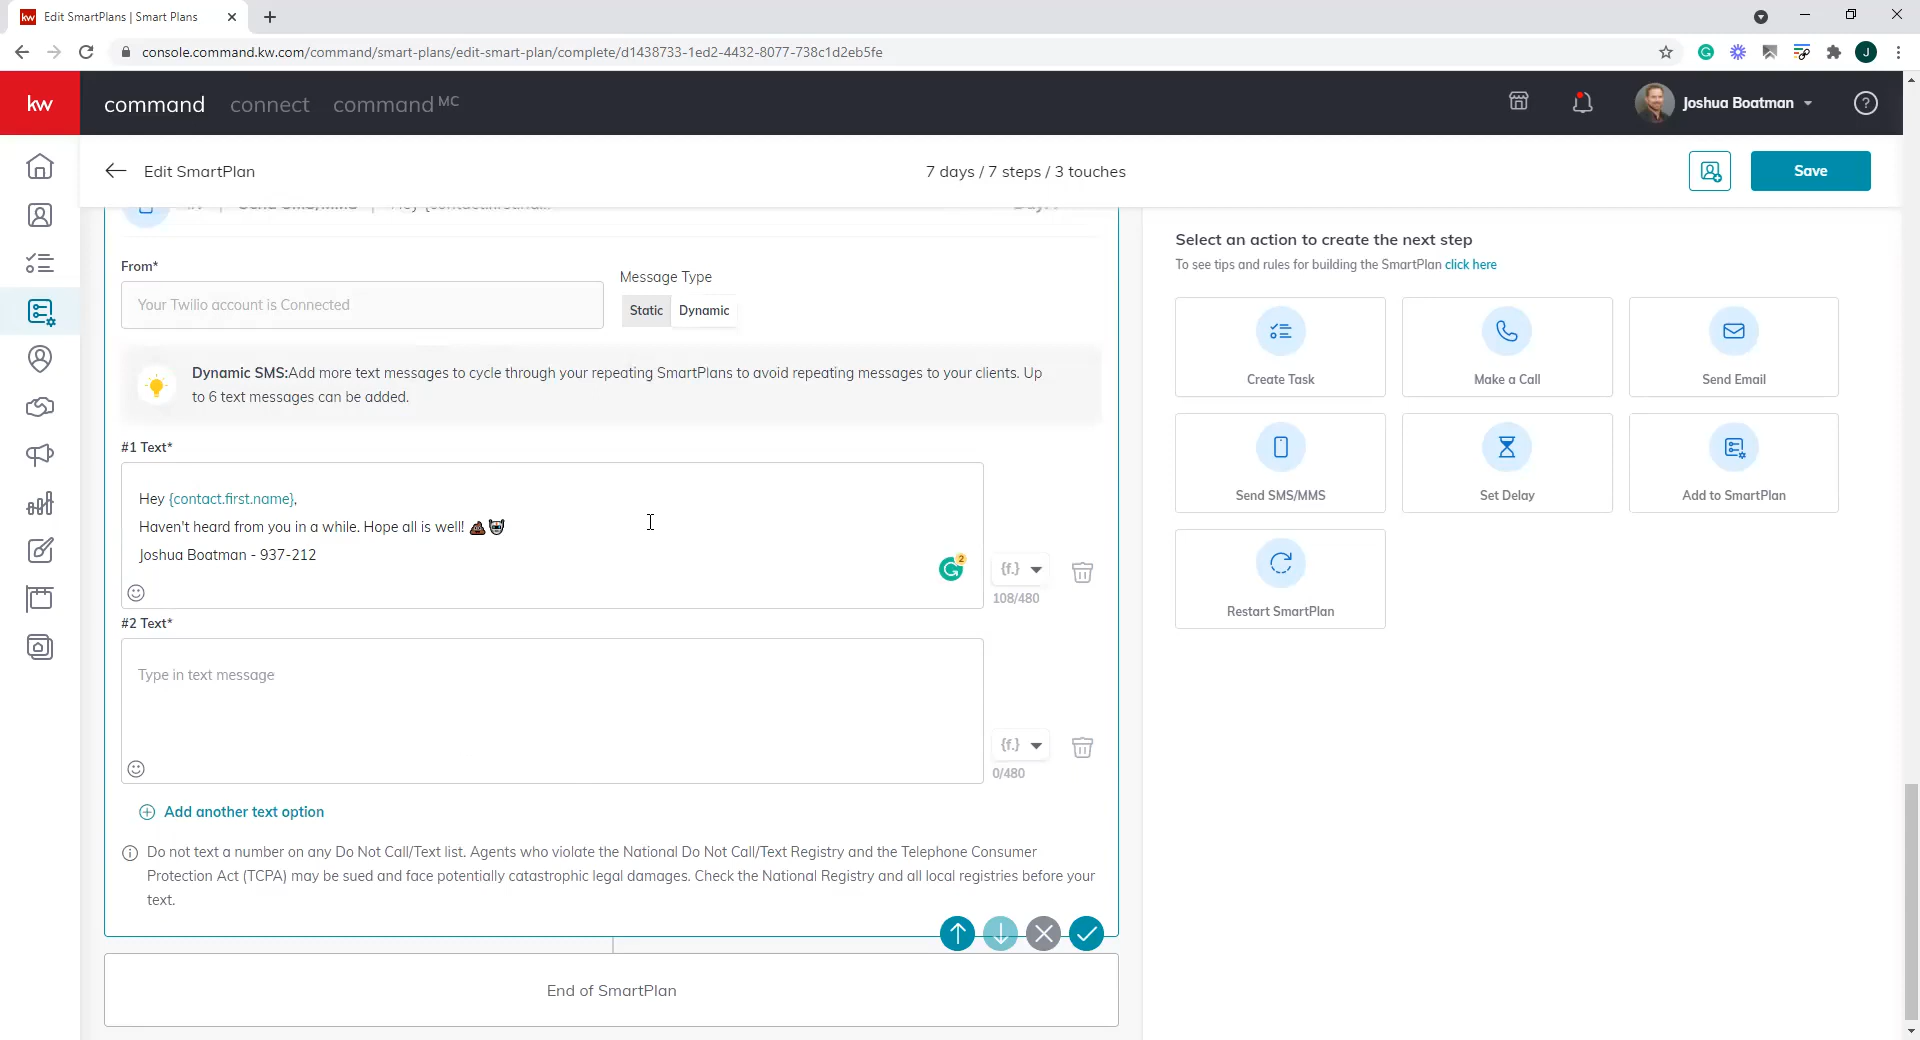 kw Edit SmartPlans | Smart Plans
console.command.kw.com/command/smart-plans/edit-smart-plan/complete/d1438733-1ed2-4432-8077-738c1d2eb5fe
J
kw command connect command MC Joshua Boatman ?
Edit SmartPlan 7 days / 7 steps / 3 touches Save
Send SMS/MMS Hey {contact.first.na...
From*
Your Twilio account is Connected
Message Type
Static Dynamic
Dynamic SMS:Add more text messages to cycle through your repeating SmartPlans to avoid repeating messages to your clients. Up
to 6 text messages can be added.
#1 Text*
Hey {contact.first.name},
Haven't heard from you in a while. Hope all is well! 💩🤖
Joshua Boatman - 937-212
2
{f.}
108/480
#2 Text*
Type in text message
{f.}
0/480
Add another text option
Do not text a number on any Do Not Call/Text list. Agents who violate the National Do Not Call/Text Registry and the Telephone Consumer
Protection Act (TCPA) may be sued and face potentially catastrophic legal damages. Check the National Registry and all local registries before your
text.
End of SmartPlan
Select an action to create the next step
To see tips and rules for building the SmartPlan click here
Create Task
Make a Call
Send Email
Send SMS/MMS
Set Delay
Add to SmartPlan
Restart SmartPlan